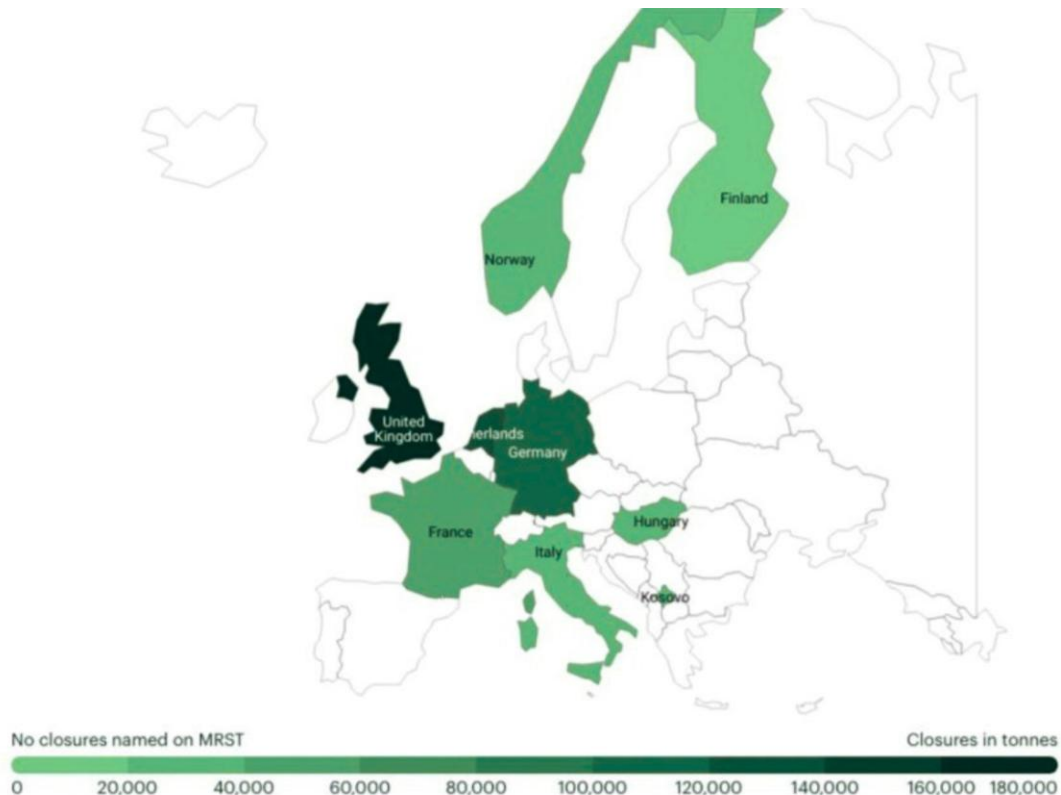 Finland
Norway
United
Kingdom
erlands
Germany
France
Hungary
Italy
Kosovo
No closures named on MRST
Closures in tonnes
0
20,000
40,000
60,000
80,000
100,000
120,000
140,000
160,000
180,000